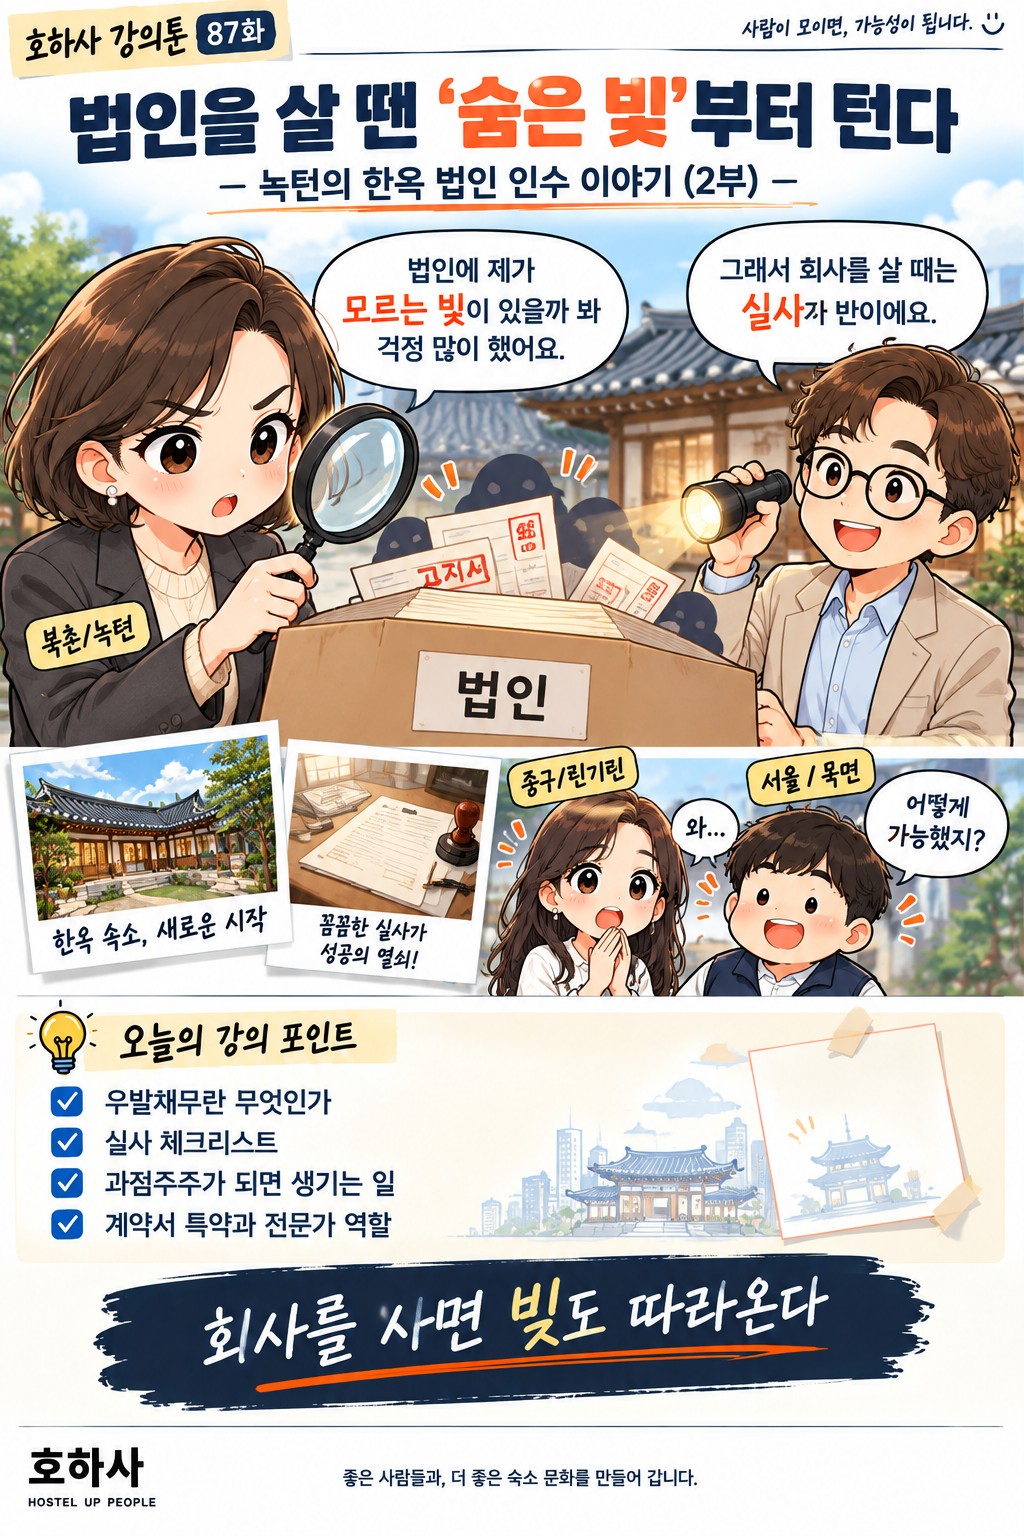 호하사 강의툰 87화
사람이 모이면, 가능성이 됩니다.
법인을 살 땐 '숨은 빚'부터 턴다
– 녹턴의 한옥 법인 인수 이야기 (2부) –
법인에 제가
모르는 빚이 있을까 봐
걱정 많이 했어요.
그래서 회사를 살 때는
실사가 반이에요.
고지서
북촌/녹턴
법인
한옥 속소, 새로운 시작
꼼꼼한 실사가
성공의 열쇠!
종구/린기린
와...
서울/묵면
어떻게
가능했지?
오늘의 강의 포인트
우발채무란 무엇인가
실사 체크리스트
과점주주가 되면 생기는 일
계약서 특약과 전문가 역할
회사를 사면 빚도 따라온다
호하사
HOSTEL UP PEOPLE
좋은 사람들과, 더 좋은 숙소 문화를 만들어 갑니다.